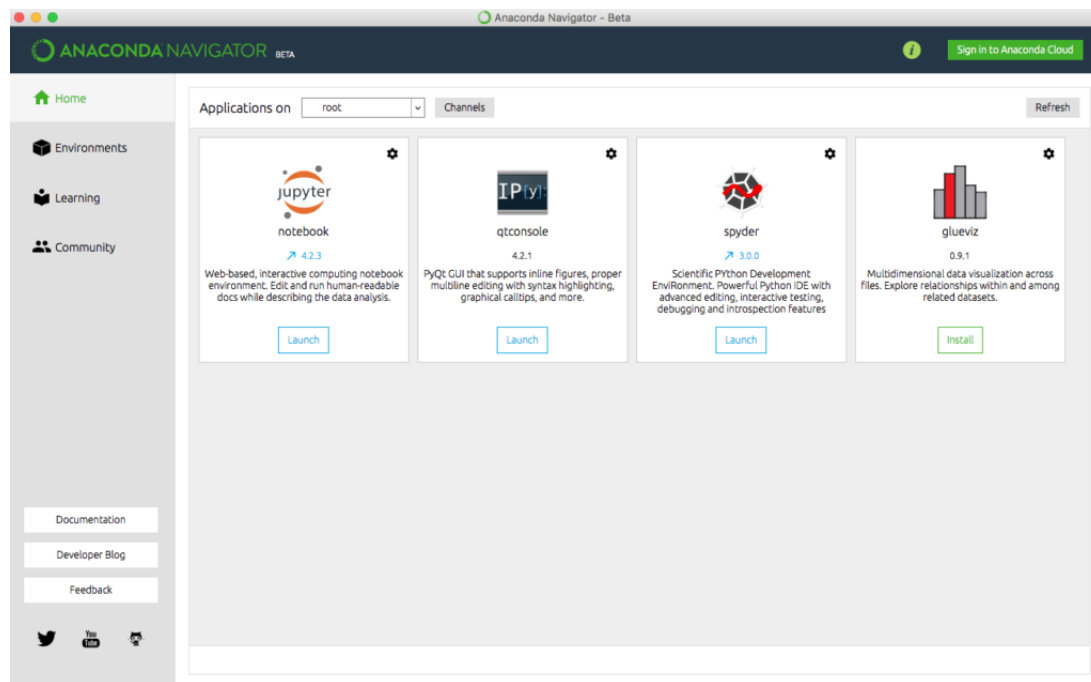 Anaconda Navigator - Beta
ANACONDA NAVIGATOR BETA
i
Sign in to Anaconda Cloud
Home
Environments
Learning
Community
Documentation
Developer Blog
Feedback
You
Tube
Applications on
root
Channels
Refresh
jupyter
notebook
4.2.3
Web-based, interactive computing notebook
environment. Edit and run human-readable
docs while describing the data analysis.
Launch
IP[y]:
qtconsole
4.2.1
PyQt GUI that supports inline figures, proper
multiline editing with syntax highlighting,
graphical calltips, and more.
Launch
spyder
3.0.0
Scientific PYthon Development
EnviRonment. Powerful Python IDE with
advanced editing, interactive testing,
debugging and introspection features
Launch
glueviz
0.9.1
Multidimensional data visualization across
files. Explore relationships within and among
related datasets.
Install